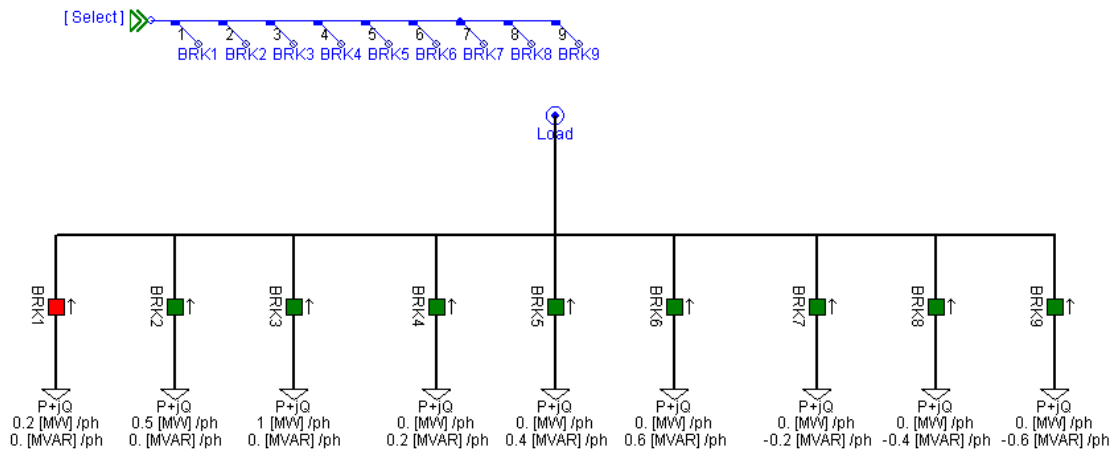 [ Select ]
1 2 3 4 5 6 7 8 9
BRK1 BRK2 BRK3 BRK4 BRK5 BRK6 BRK7 BRK8 BRK9
Load
BRK1 BRK2 BRK3 BRK4 BRK5 BRK6 BRK7 BRK8 BRK9
P+jQ P+jQ P+jQ P+jQ P+jQ P+jQ P+jQ P+jQ P+jQ
0.2 [MW] /ph 0.5 [MW] /ph 1 [MW] /ph 0. [MW] /ph 0. [MW] /ph 0. [MW] /ph 0. [MW] /ph 0. [MW] /ph 0. [MW] /ph
0. [MVAR] /ph 0. [MVAR] /ph 0. [MVAR] /ph 0.2 [MVAR] /ph 0.4 [MVAR] /ph 0.6 [MVAR] /ph -0.2 [MVAR] /ph -0.4 [MVAR] /ph -0.6 [MVAR] /ph